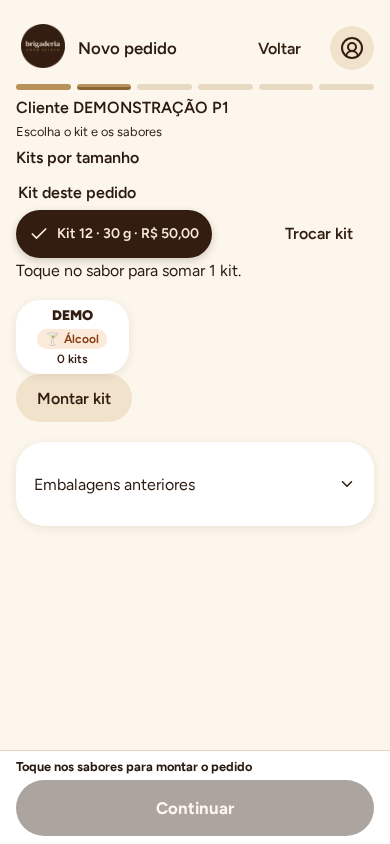 brigaderia
Novo pedido
Voltar
Cliente DEMONSTRAÇÃO P1
Escolha o kit e os sabores
Kits por tamanho
Kit deste pedido
Kit 12 · 30 g · R$ 50,00
Trocar kit
Toque no sabor para somar 1 kit.
DEMO
🍸 Álcool
0 kits
Montar kit
Embalagens anteriores
Toque nos sabores para montar o pedido
Continuar